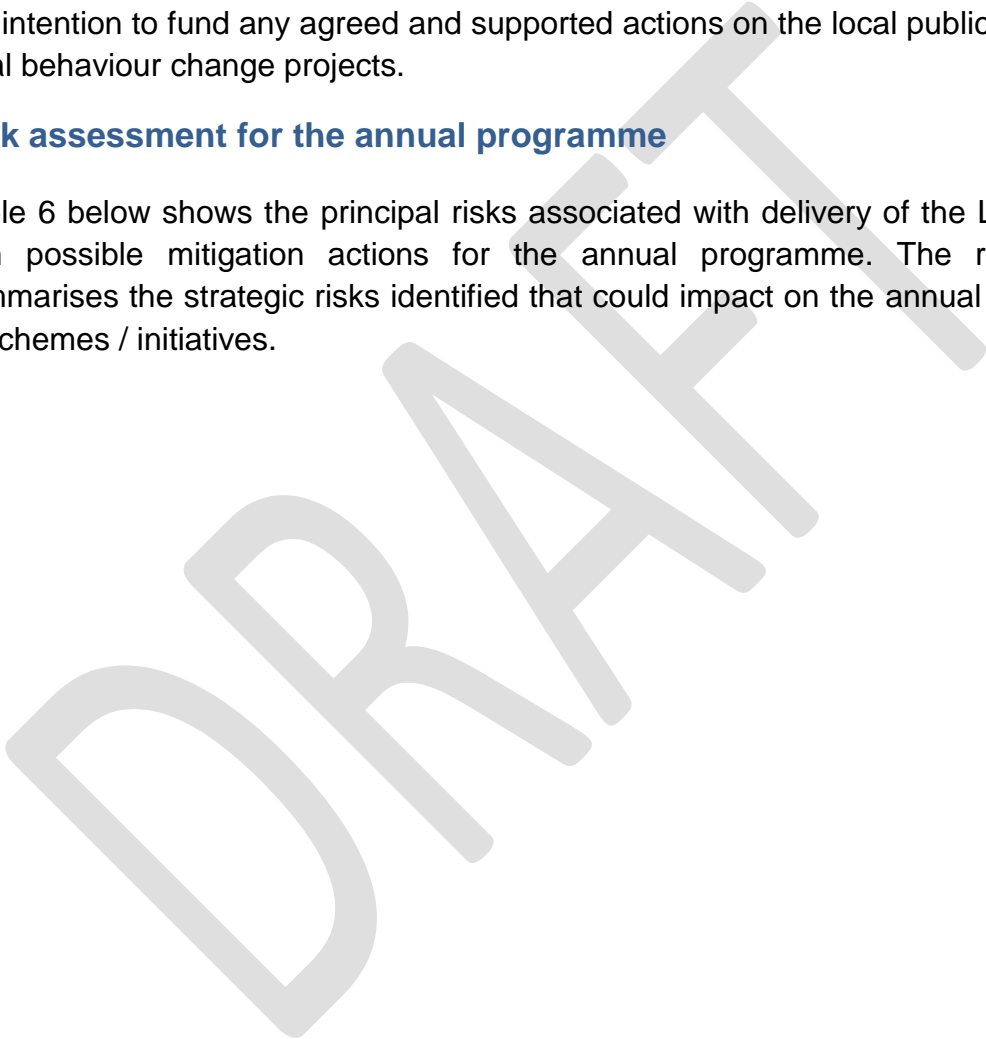 intention to fund any agreed and supported actions on the local public
al behaviour change projects.
k assessment for the annual programme
le 6 below shows the principal risks associated with delivery of the L
possible mitigation actions for the annual programme. The r
mmarises the strategic risks identified that could impact on the annual
chemes / initiatives.
DRAFT